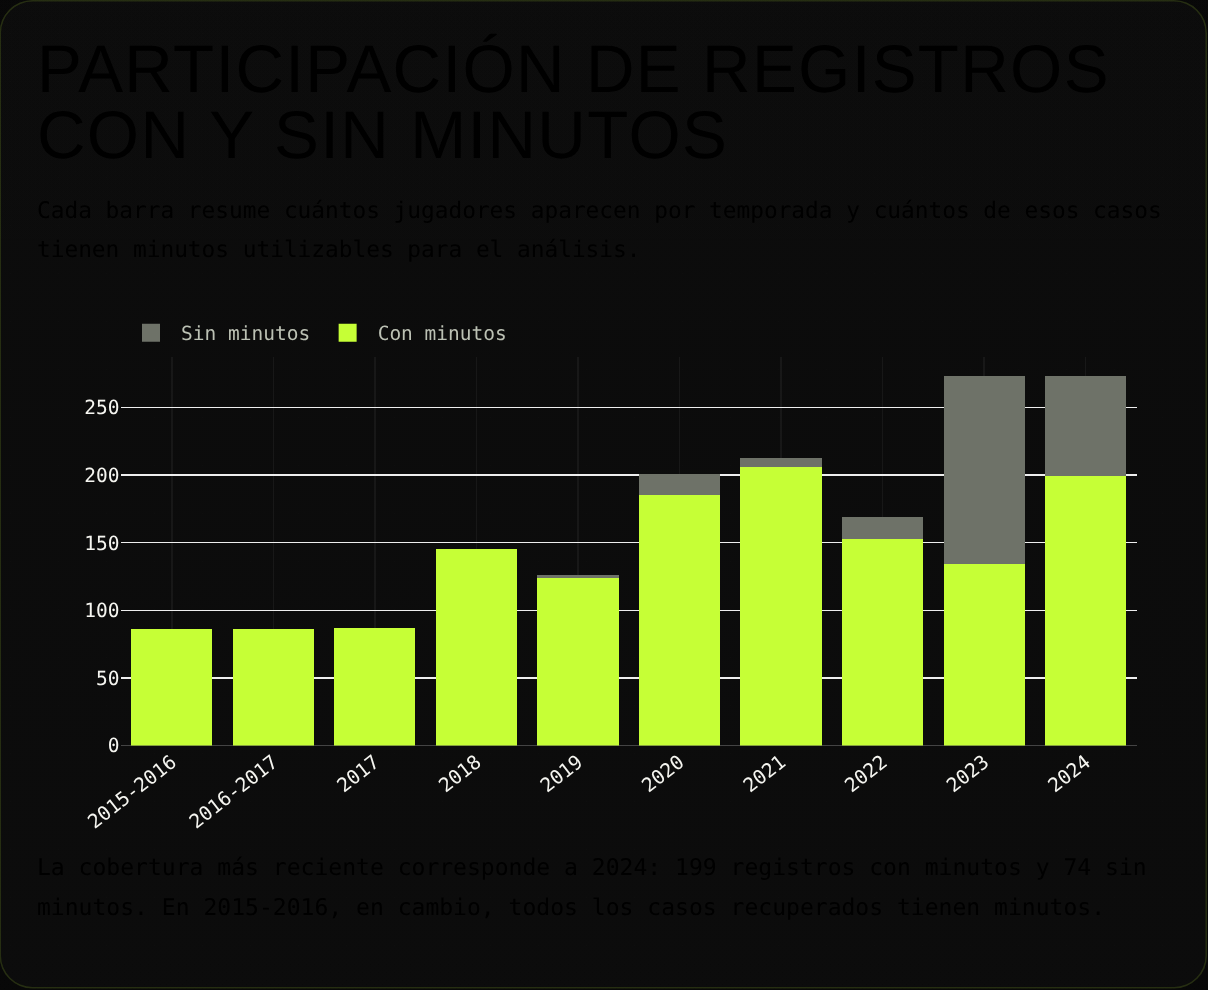 PARTICIPACIÓN DE REGISTROS
CON Y SIN MINUTOS
Cada barra resume cuántos jugadores aparecen por temporada y cuántos de esos casos
tienen minutos utilizables para el análisis.
Sin minutos Con minutos
250
200
150
100
50
0
2015-2016 2016-2017 2017 2018 2019 2020 2021 2022 2023 2024
La cobertura más reciente corresponde a 2024: 199 registros con minutos y 74 sin
minutos. En 2015-2016, en cambio, todos los casos recuperados tienen minutos.